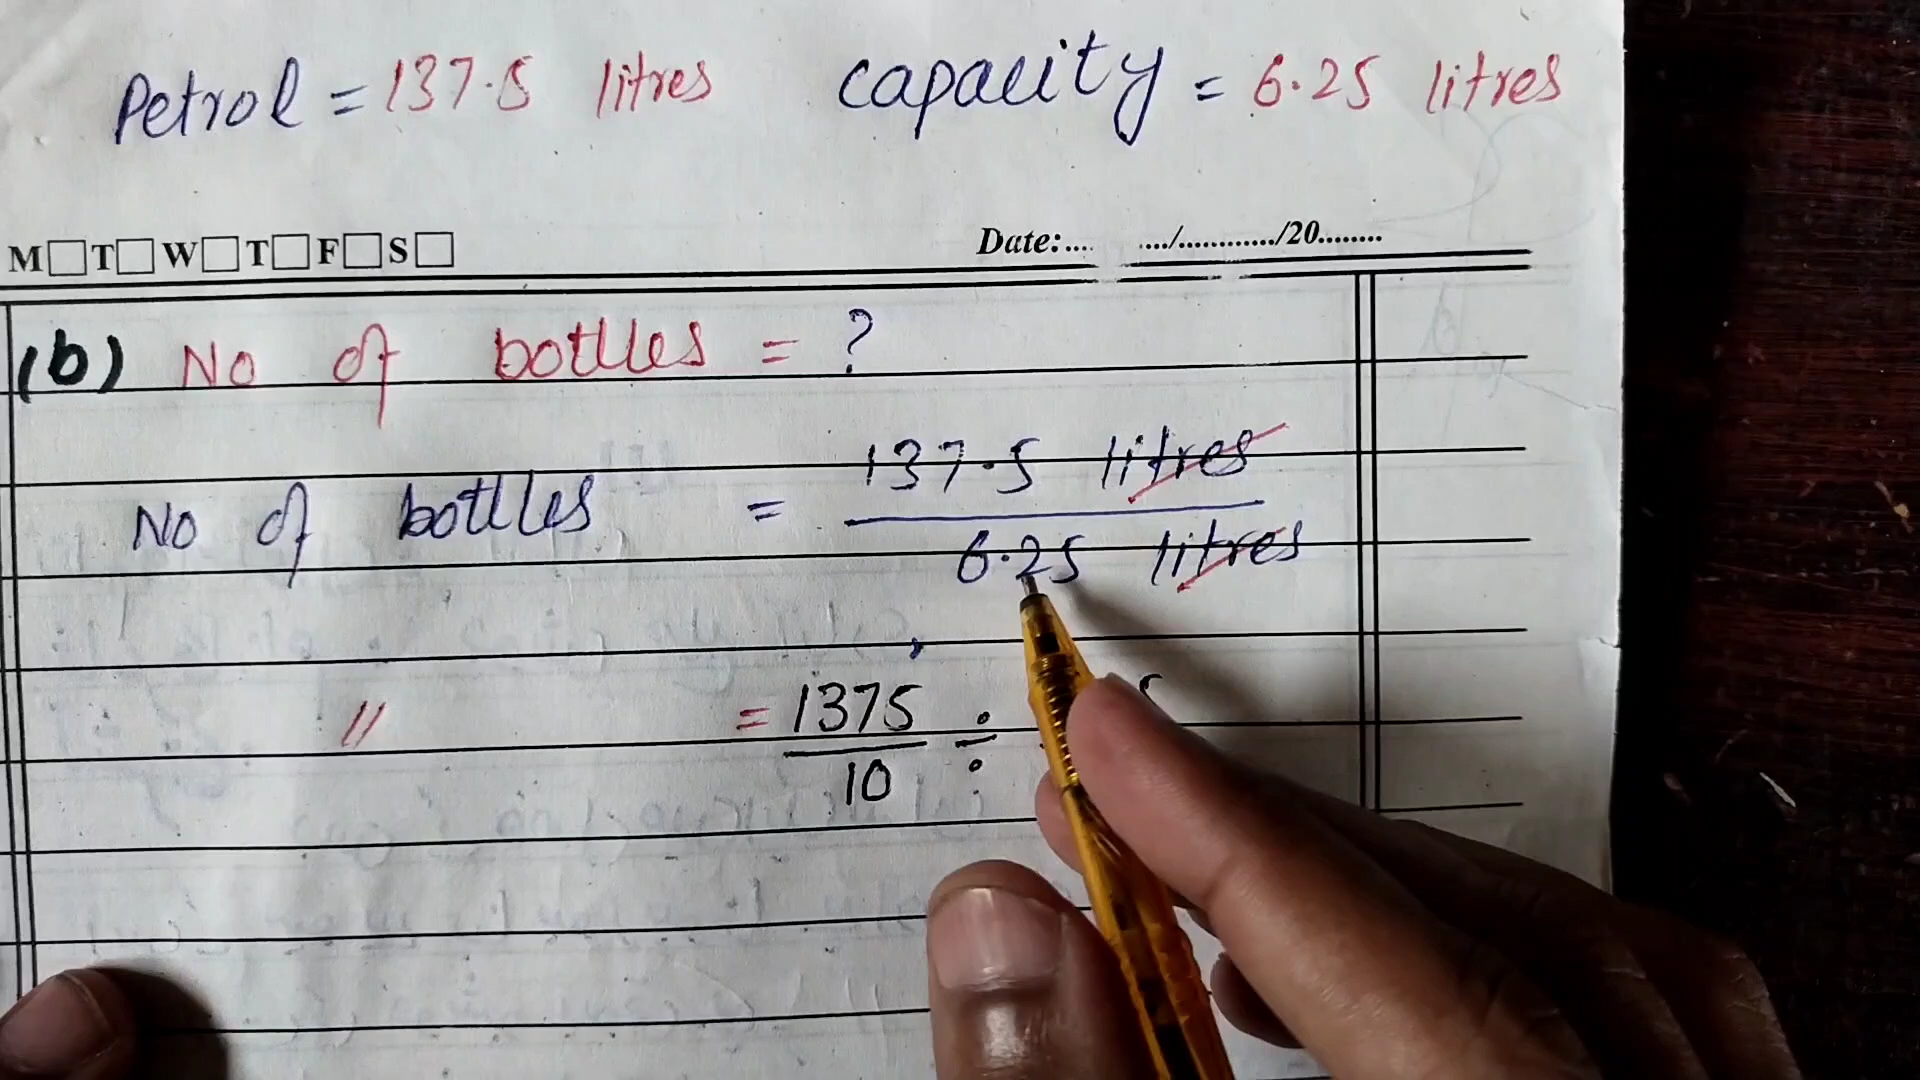 Petrol = 137.5 litres capacity = 6.25 litres
M T W T F S Date:.... ..../............/20........
(b) No of bottles = ?
137.5 litres
No of bottles =
6.25 litres
1375
" = ÷
10